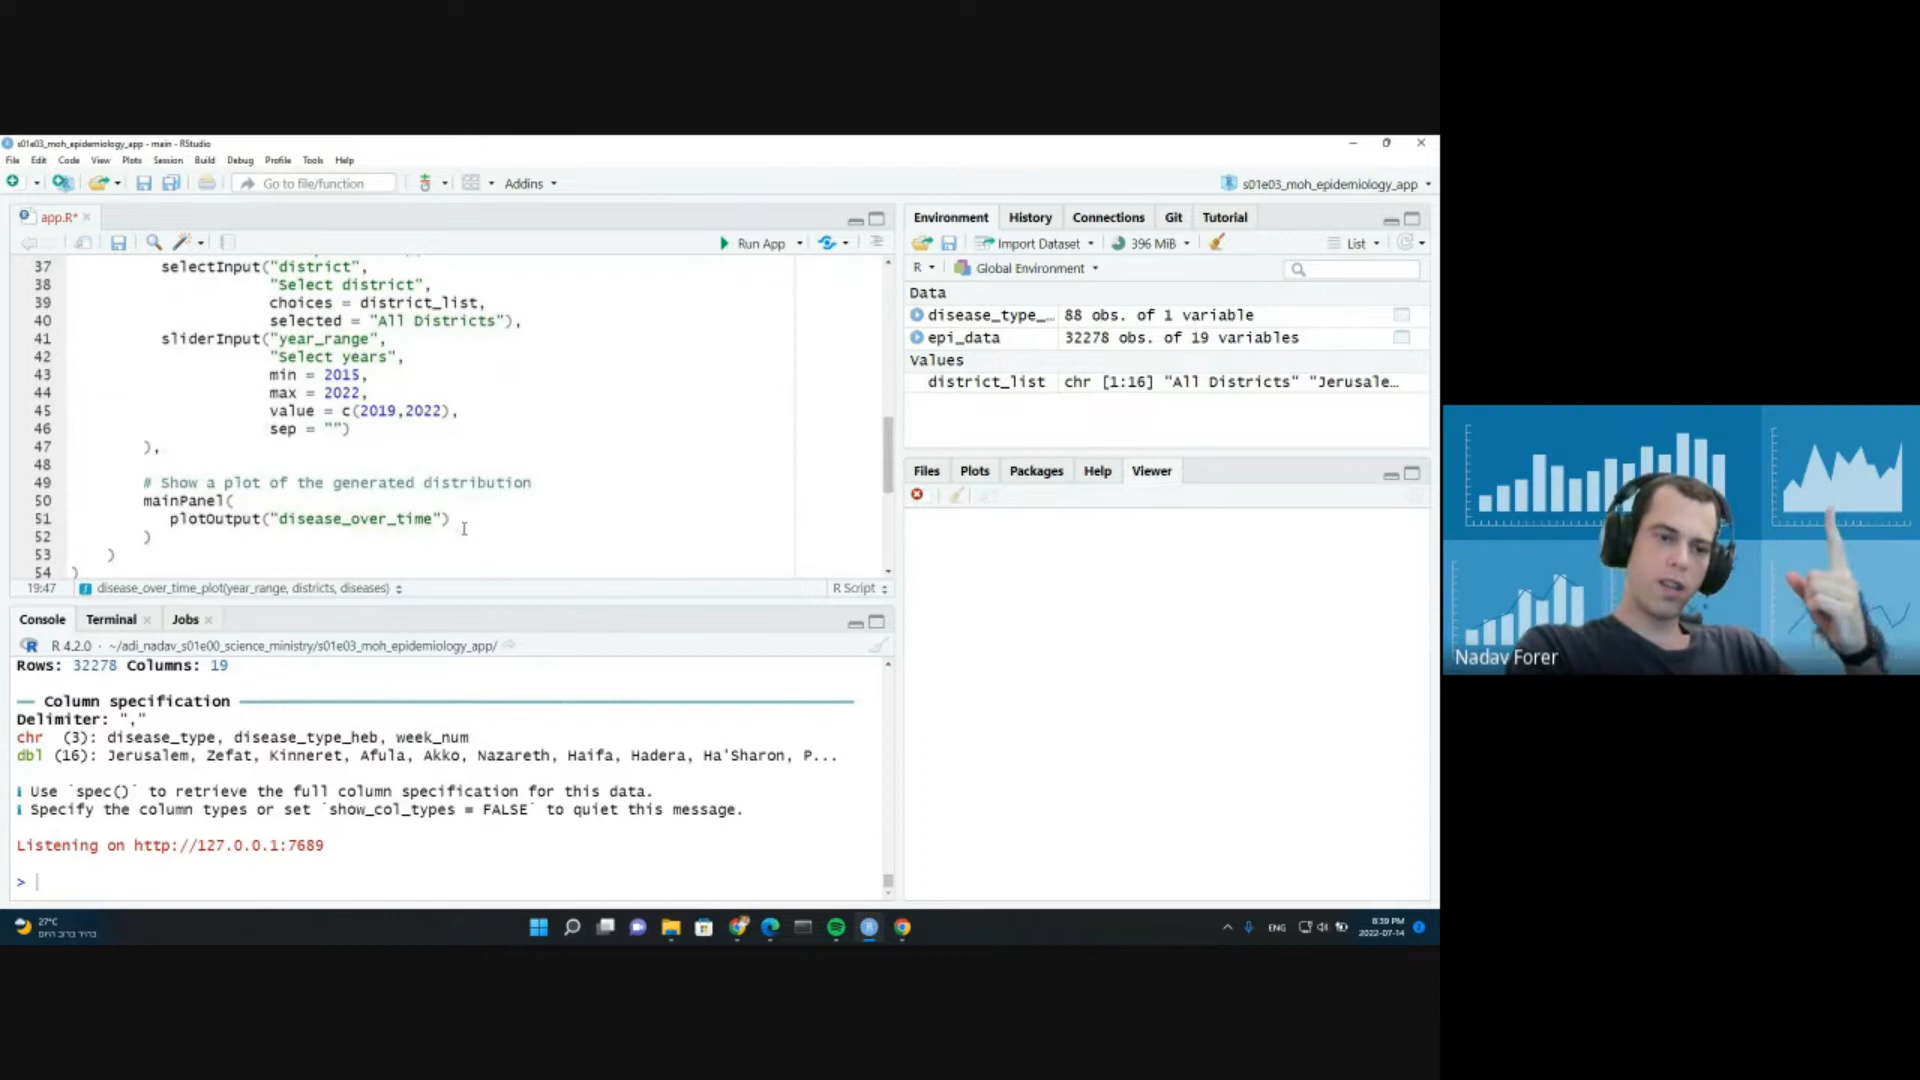 s01e03_moh_epidemiology_app - main - RStudio
File Edit Code View Plots Session Build Debug Profile Tools Help
Go to file/function
Addins
s01e03_moh_epidemiology_app
app.R*
Run App
37 selectInput("district",
38 "Select district",
39 choices = district_list,
40 selected = "All Districts"),
41 sliderInput("year_range",
42 "Select years",
43 min = 2015,
44 max = 2022,
45 value = c(2019,2022),
46 sep = "")
47 ),
48
49 # Show a plot of the generated distribution
50 mainPanel(
51 plotOutput("disease_over_time")
52 )
53 )
54 )
19:47 disease_over_time_plot(year_range, districts, diseases) R Script
Console Terminal Jobs
R 4.2.0 · ~/adi_nadav_s01e00_science_ministry/s01e03_moh_epidemiology_app/
Rows: 32278 Columns: 19
── Column specification
Delimiter: ","
chr (3): disease_type, disease_type_heb, week_num
dbl (16): Jerusalem, Zefat, Kinneret, Afula, Akko, Nazareth, Haifa, Hadera, Ha'Sharon, P...
ℹ Use `spec()` to retrieve the full column specification for this data.
ℹ Specify the column types or set `show_col_types = FALSE` to quiet this message.
Listening on http://127.0.0.1:7689
>
Environment History Connections Git Tutorial
Import Dataset 396 MiB List
R Global Environment
Data
disease_type_… 88 obs. of 1 variable
epi_data 32278 obs. of 19 variables
Values
district_list chr [1:16] "All Districts" "Jerusale…
Files Plots Packages Help Viewer
Nadav Forer
27°C
ENG
8:39 PM
2022-07-14